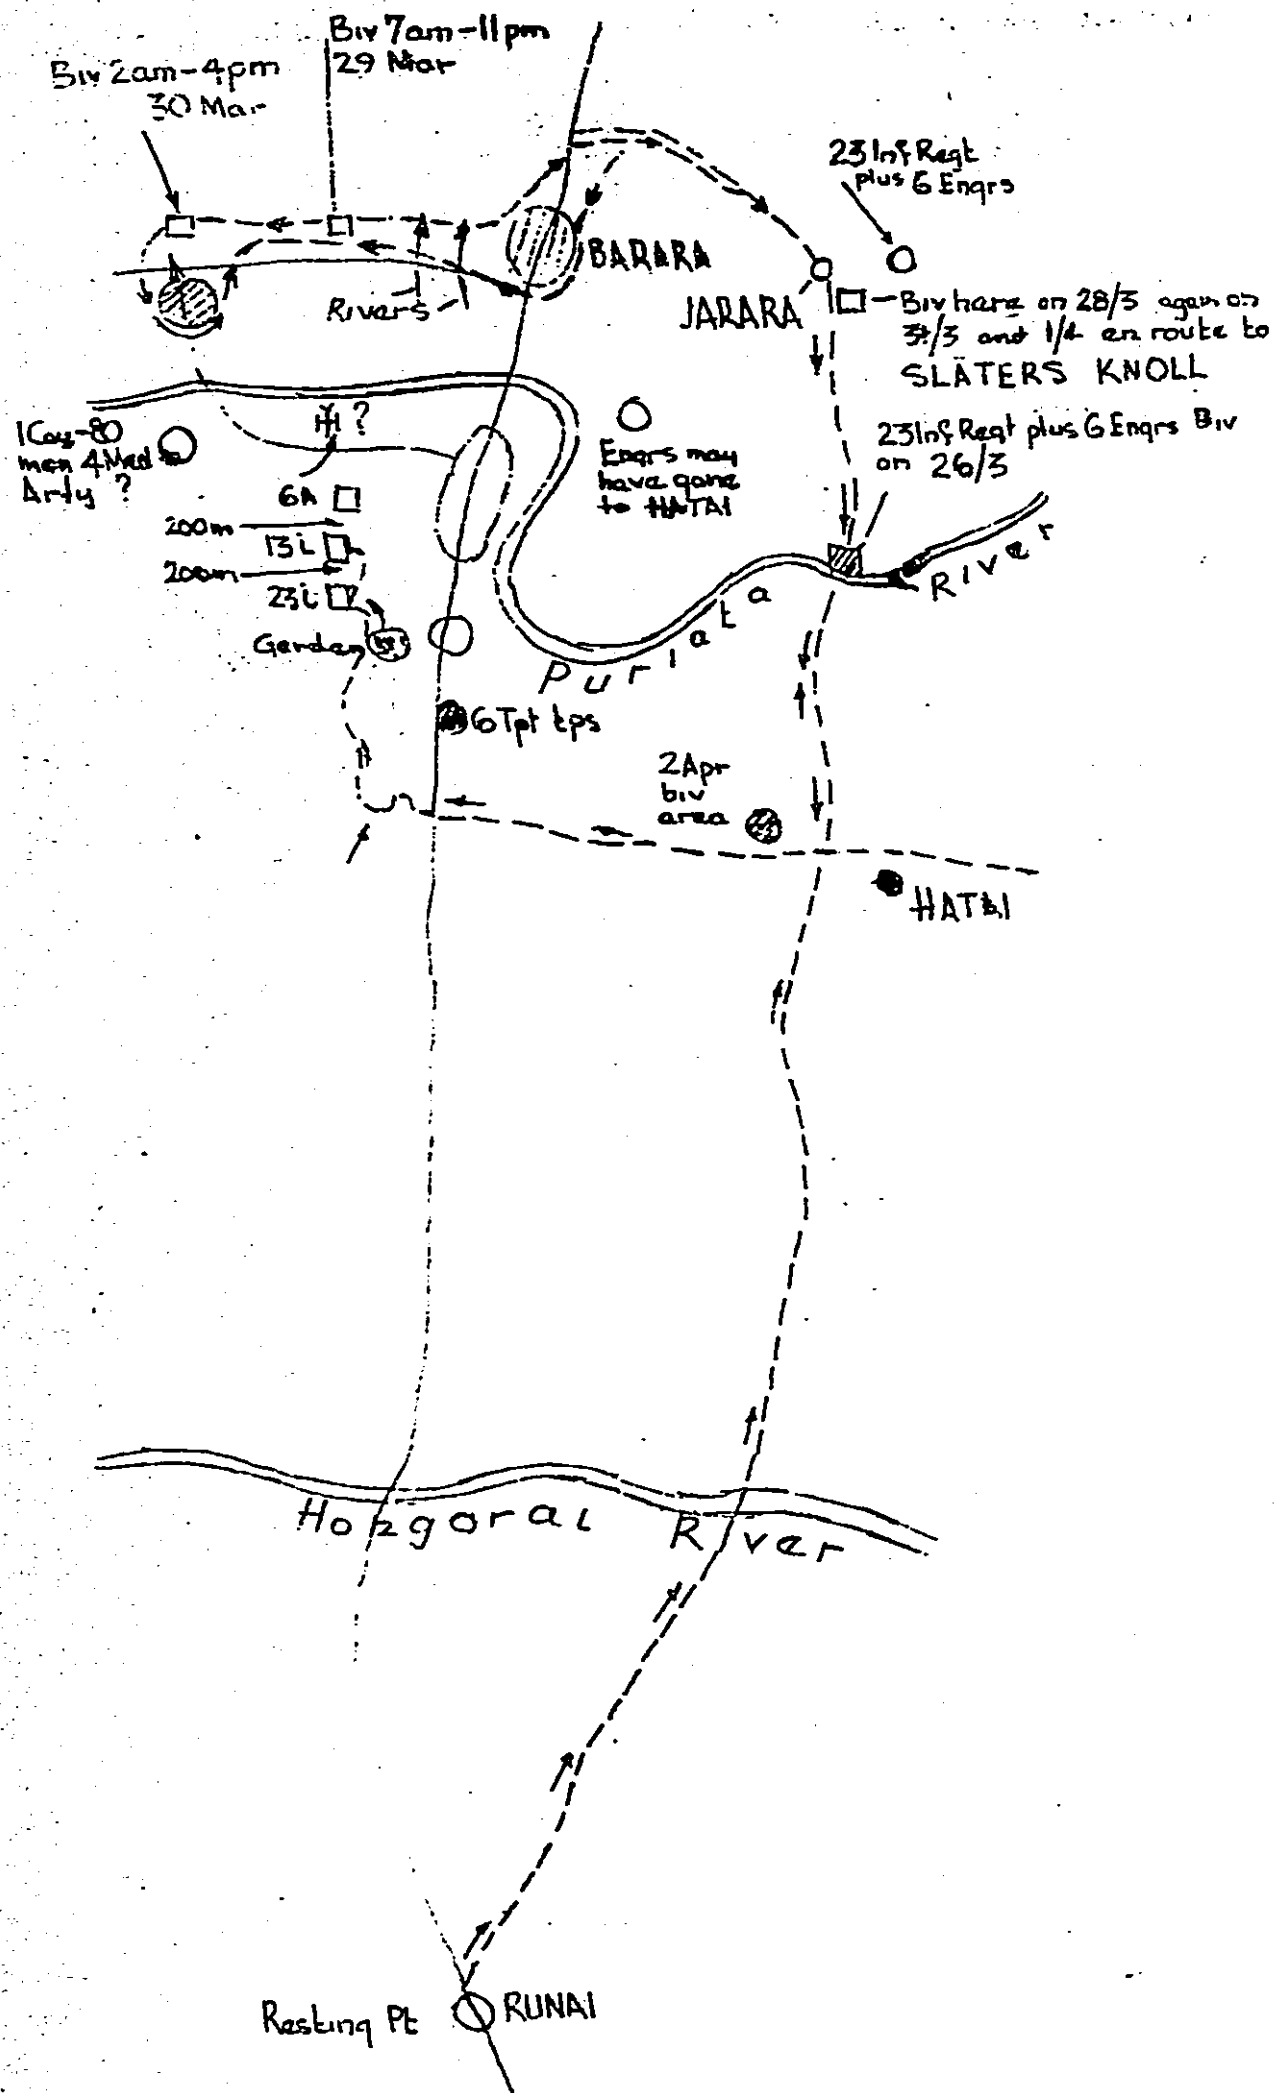 Biv 7am-11pm
29 Mar
Biv 2am-4pm
30 Mar
23 Inf Regt
plus 6 Engrs
BARARA
Rivers
JARARA
Biv here on 28/3 again on
31/3 and 1/4 en route to
SLATERS KNOLL
1 Coy-80
men 4 Med
Arty ?
?
Engrs may
have gone
to HATAI
23 Inf Regt plus 6 Engrs Biv
on 26/3
6A
200m
13i
200m
23i
Garden
Puriata River
6 Tpt tps
2 Apr
biv
area
HATAI
Hongorai River
Resting Pt
RUNAI